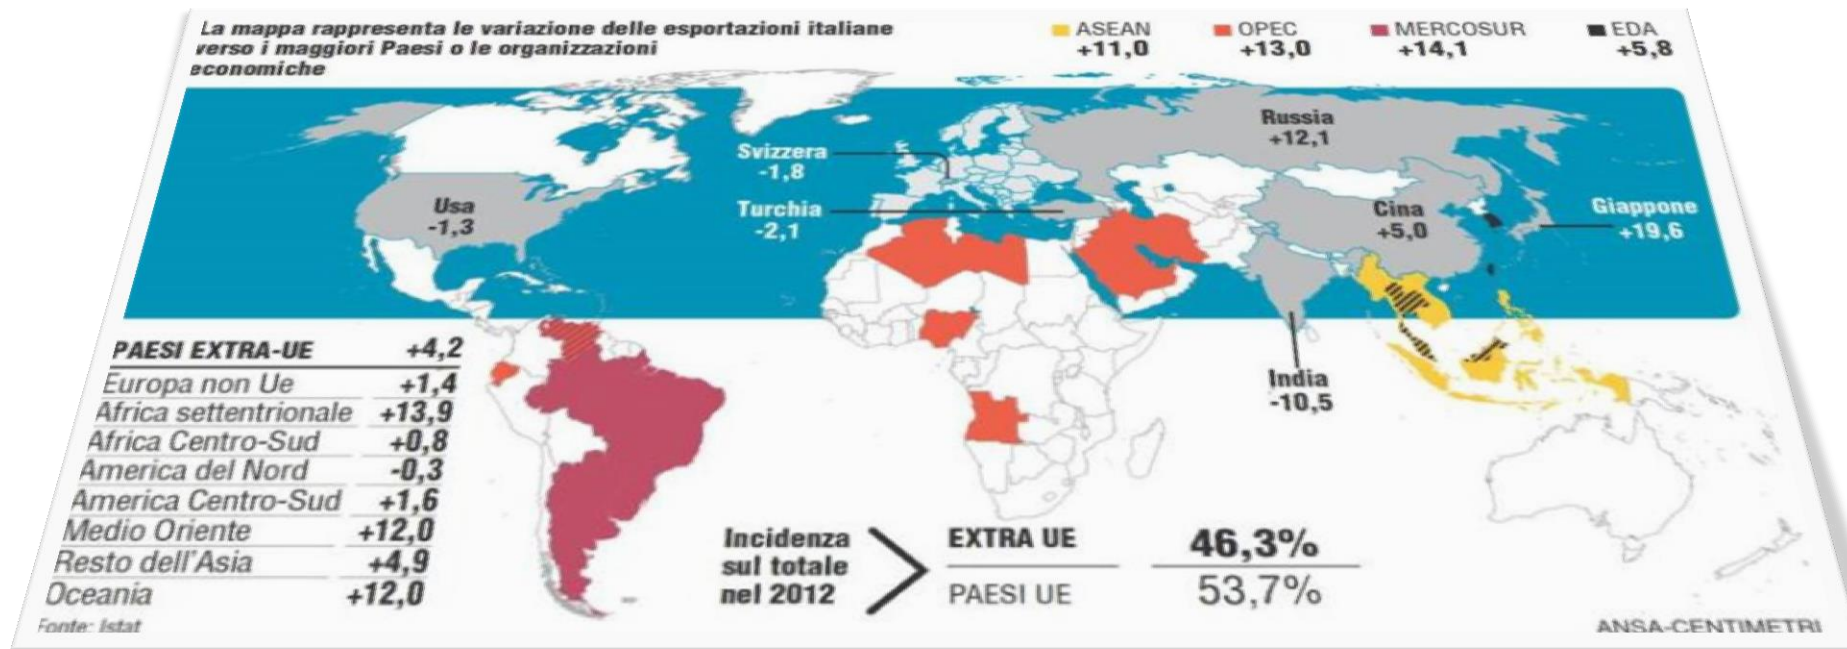 La mappa rappresenta le variazione delle esportazioni italiane
verso i maggiori Paesi o le organizzazioni
economiche
ASEAN
+11,0
OPEC
+13,0
MERCOSUR
+14,1
EDA
+5,8
Russia
+12,1
Svizzera
-1,8
Usa
-1,3
Turchia
-2,1
Cina
+5,0
Giappone
+19,6
India
-10,5
PAESI EXTRA-UE +4,2
Europa non Ue +1,4
Africa settentrionale +13,9
Africa Centro-Sud +0,8
America del Nord -0,3
America Centro-Sud +1,6
Medio Oriente +12,0
Resto dell'Asia +4,9
Oceania +12,0
Incidenza
sul totale
nel 2012
EXTRA UE 46,3%
PAESI UE 53,7%
Fonte: Istat
ANSA-CENTIMETRI